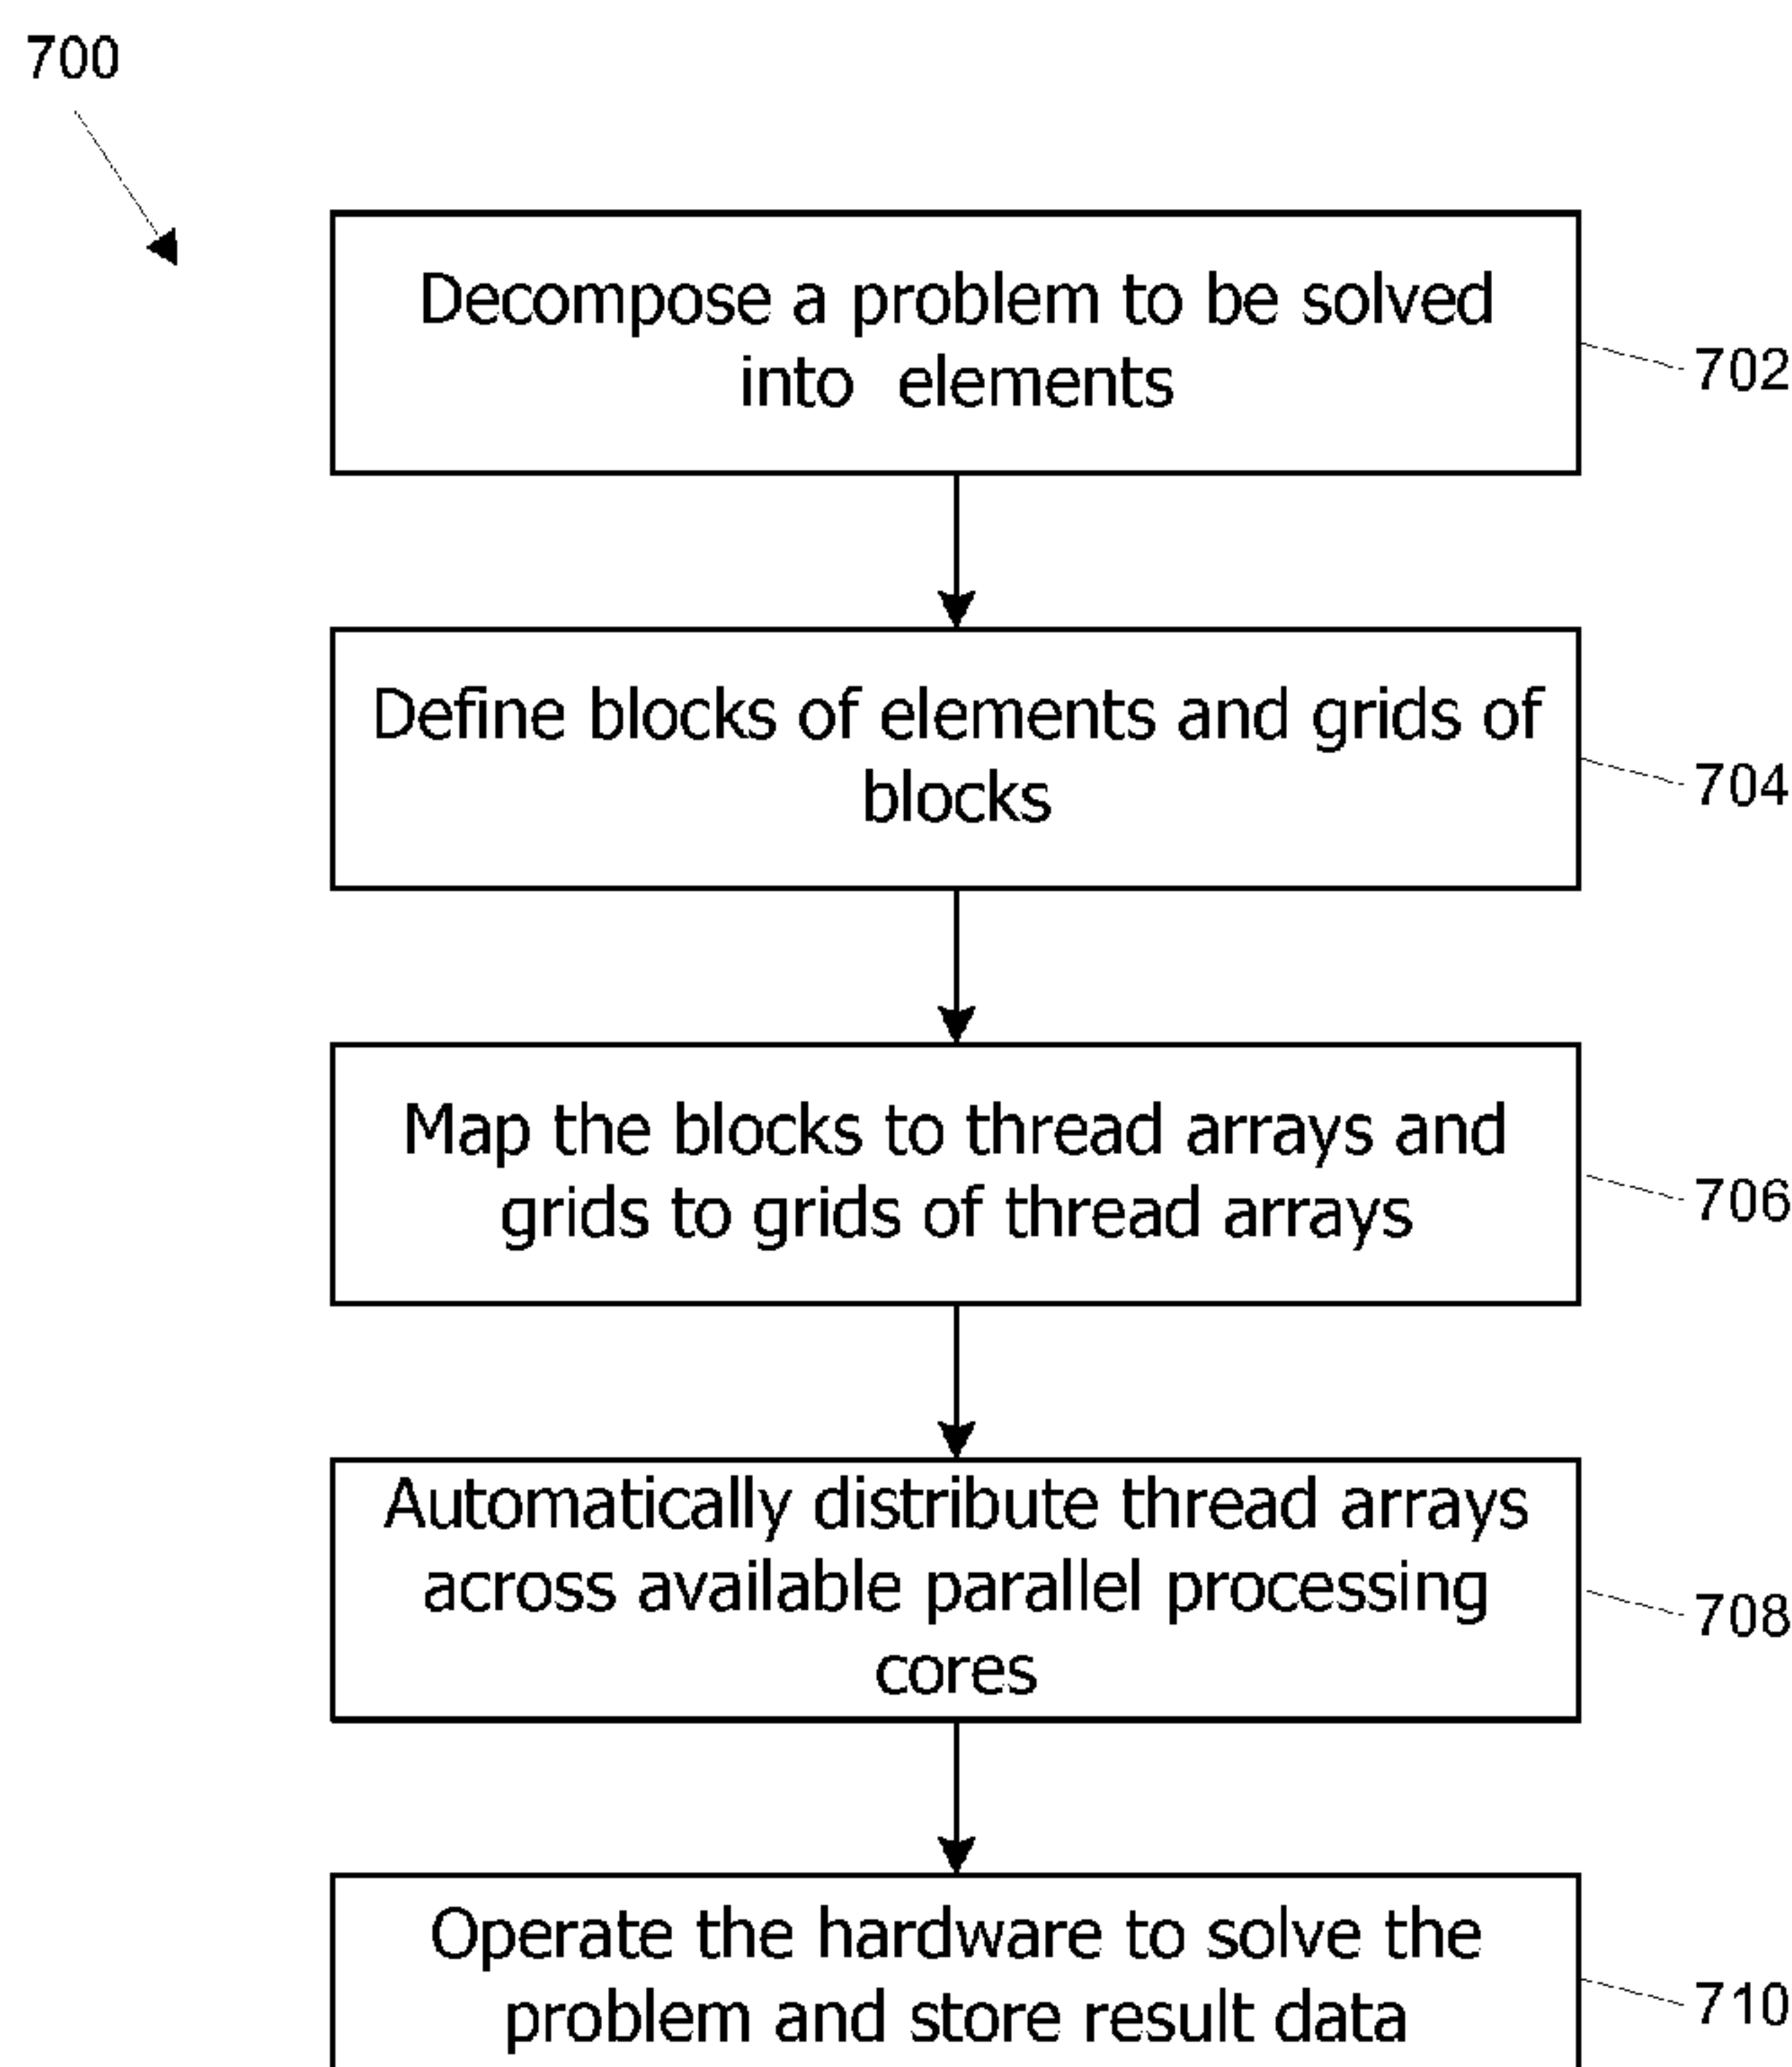 700
Decompose a problem to be solved
into elements
702
Define blocks of elements and grids of
blocks
704
Map the blocks to thread arrays and
grids to grids of thread arrays
706
Automatically distribute thread arrays
across available parallel processing
cores
708
Operate the hardware to solve the
problem and store result data
710